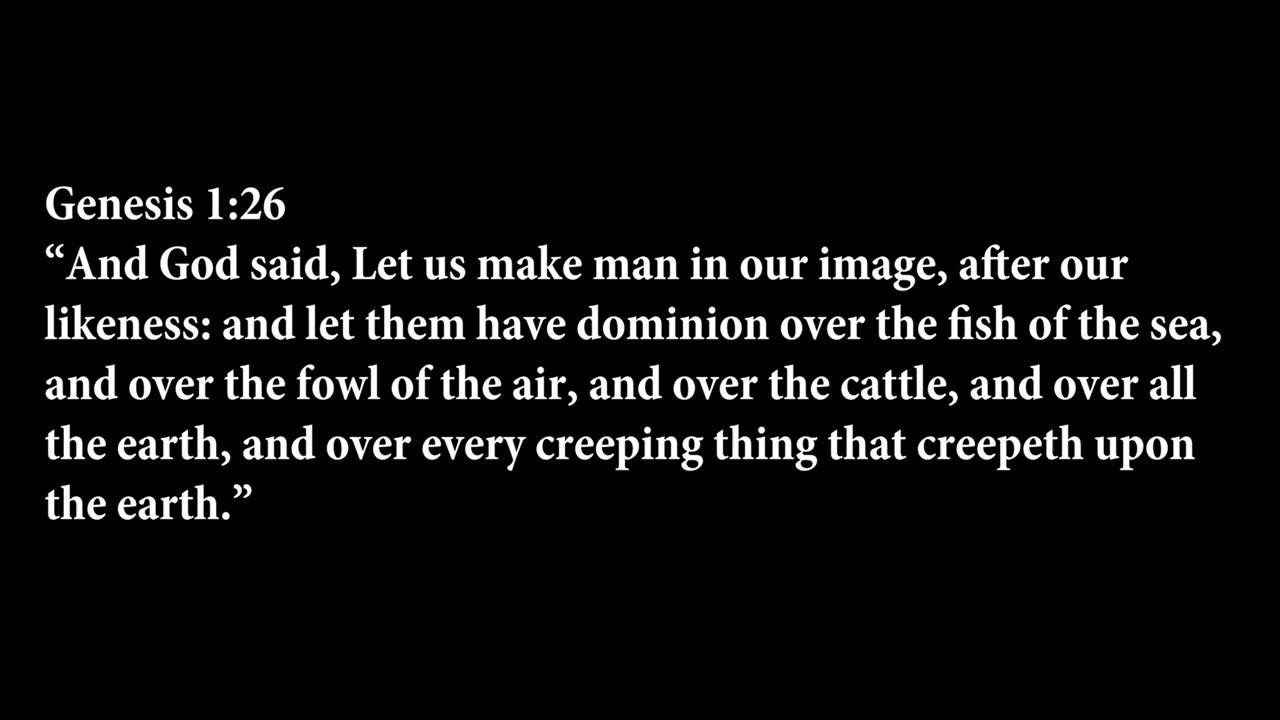 Genesis 1:26
“And God said, Let us make man in our image, after our
likeness: and let them have dominion over the fish of the sea,
and over the fowl of the air, and over the cattle, and over all
the earth, and over every creeping thing that creepeth upon
the earth.”